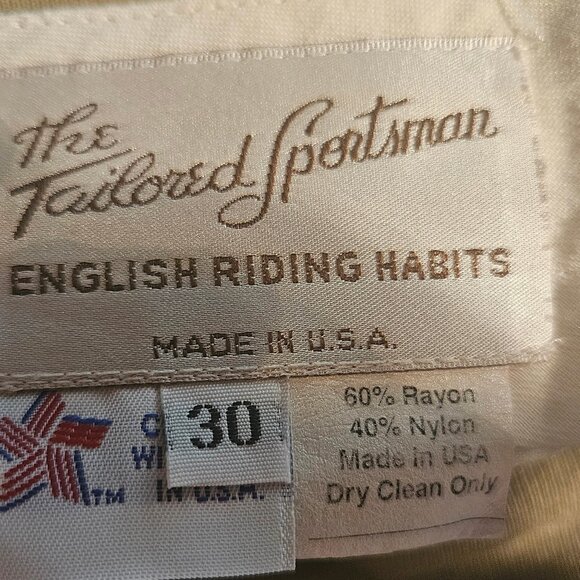 The
Tailored Sportsman
ENGLISH RIDING HABITS
MADE IN U.S.A.
30
IN U.S.A.
TM
60% Rayon
40% Nylon
Made in USA
Dry Clean Only